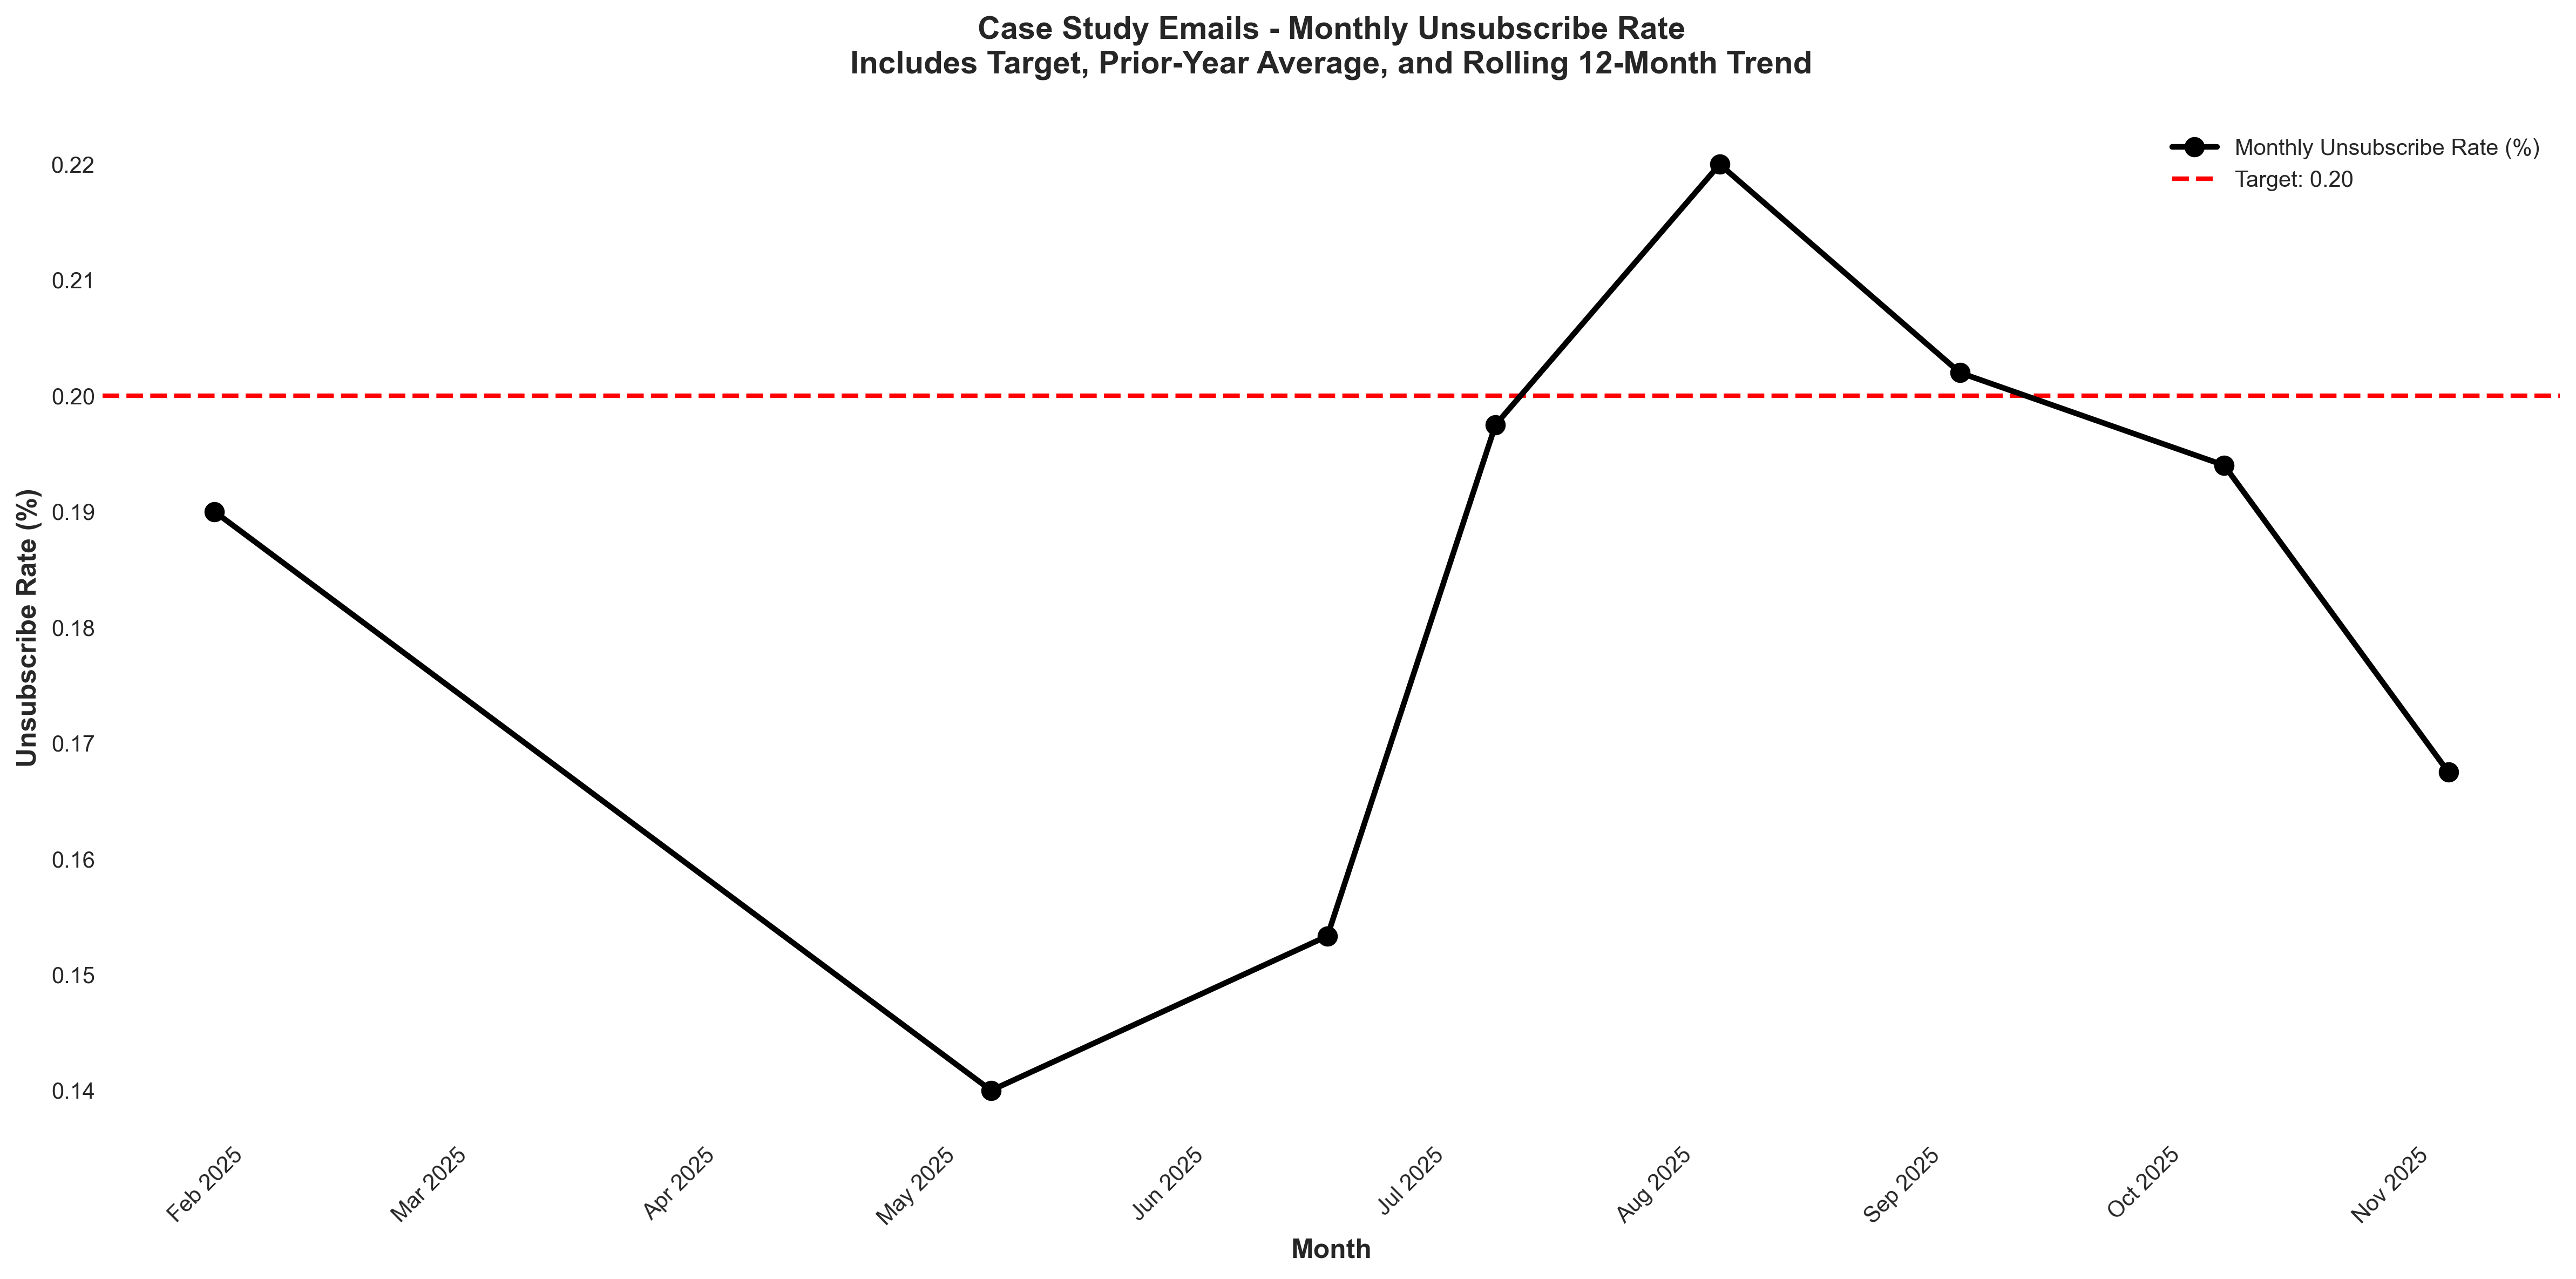 Case Study Emails - Monthly Unsubscribe Rate
Includes Target, Prior-Year Average, and Rolling 12-Month Trend
Monthly Unsubscribe Rate (%)
Target: 0.20
Unsubscribe Rate (%)
0.22
0.21
0.20
0.19
0.18
0.17
0.16
0.15
0.14
Feb 2025
Mar 2025
Apr 2025
May 2025
Jun 2025
Jul 2025
Aug 2025
Sep 2025
Oct 2025
Nov 2025
Month